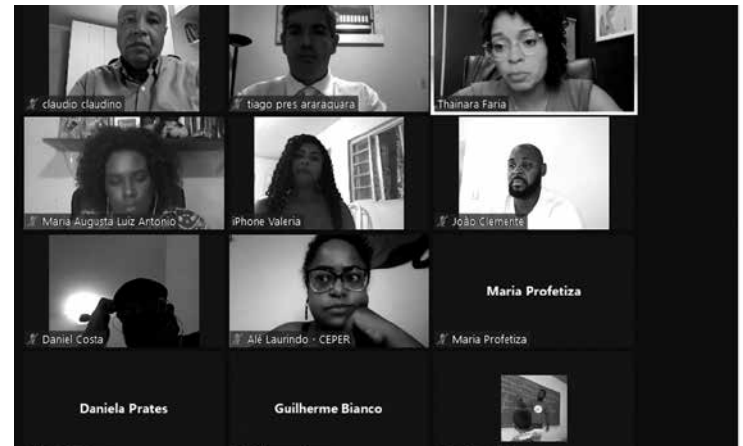 claudio claudino
tiago pres araraquara
Thainara Faria
Maria Augusta Luiz Antonio
iPhone Valeria
João Clemente
Daniel Costa
Alê Laurindo - CEPER
Maria Profetiza
Maria Profetiza
Daniela Prates
Guilherme Bianco